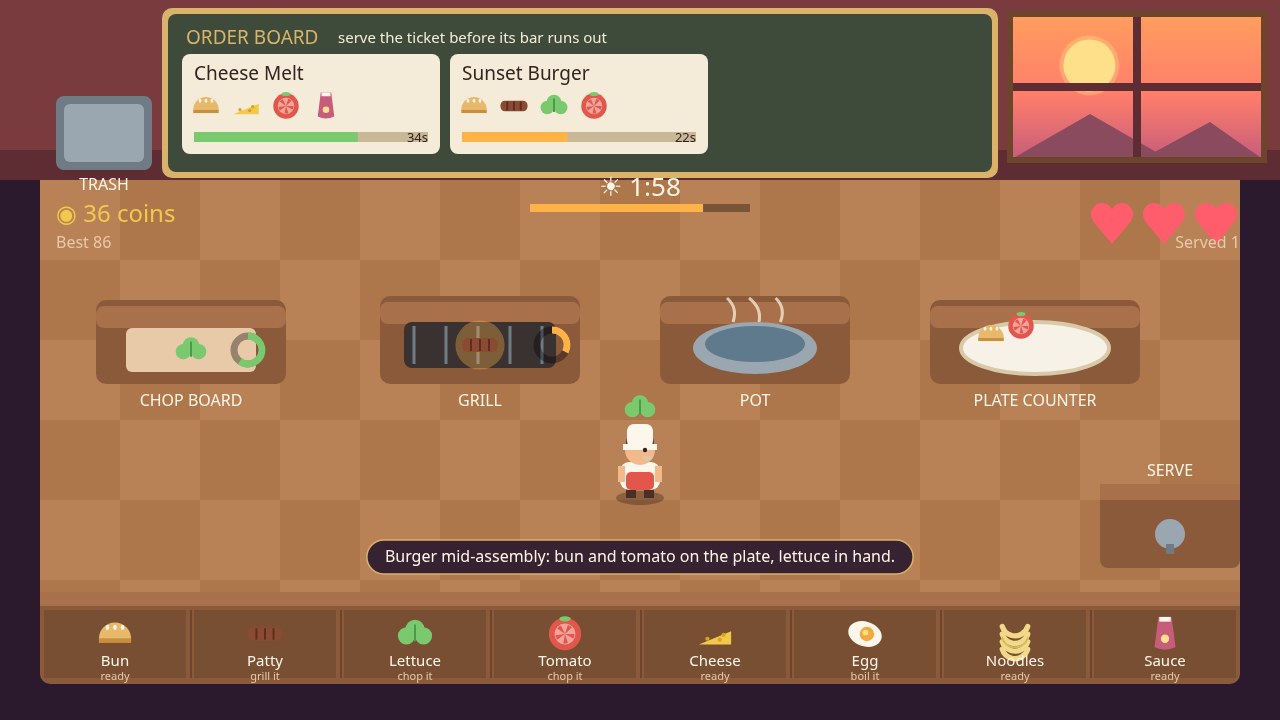 ORDER BOARD serve the ticket before its bar runs out
Cheese Melt
34s
Sunset Burger
22s
TRASH
☀ 1:58
◉ 36 coins
Best 86
Served 1
CHOP BOARD
GRILL
POT
PLATE COUNTER
SERVE
Burger mid-assembly: bun and tomato on the plate, lettuce in hand.
Bun
ready
Patty
grill it
Lettuce
chop it
Tomato
chop it
Cheese
ready
Egg
boil it
Noodles
ready
Sauce
ready